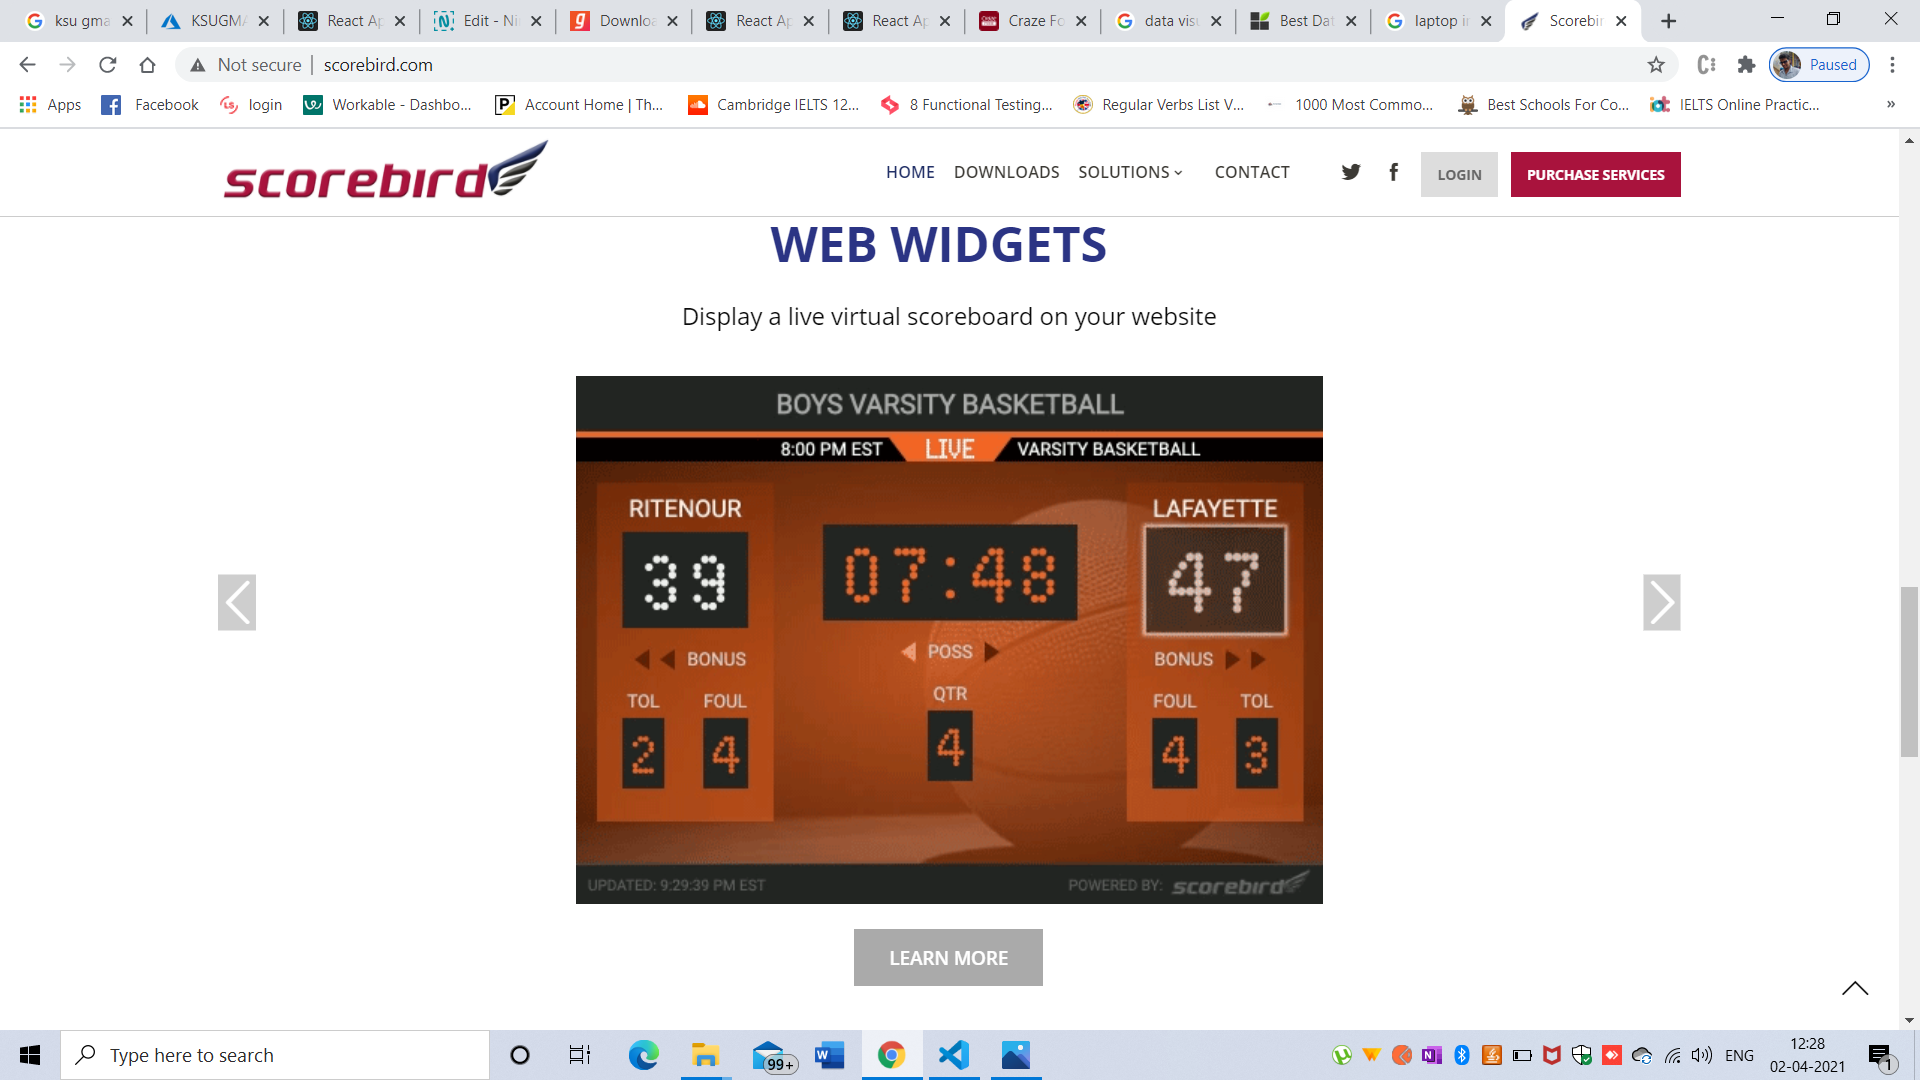 ksu gma
KSUGMA
React Ap
Edit - Ni
Downloa
React Ap
React Ap
Craze Fo
data visu
Best Dat
laptop in
Scorebir
Not secure
scorebird.com
Paused
Apps
Facebook
login
Workable - Dashbo...
Account Home | Th...
Cambridge IELTS 12...
8 Functional Testing...
Regular Verbs List V...
1000 Most Commo...
Best Schools For Co...
IELTS Online Practic...
»
scorebird
HOME
DOWNLOADS
SOLUTIONS
CONTACT
LOGIN
PURCHASE SERVICES
WEB WIDGETS
Display a live virtual scoreboard on your website
BOYS VARSITY BASKETBALL
8:00 PM EST
LIVE
VARSITY BASKETBALL
RITENOUR
LAFAYETTE
39
07:48
47
BONUS
POSS
BONUS
TOL
FOUL
QTR
FOUL
TOL
2
4
4
4
3
UPDATED: 9:29:39 PM EST
POWERED BY: scorebird
LEARN MORE
Type here to search
99+
ENG
12:28
02-04-2021
1